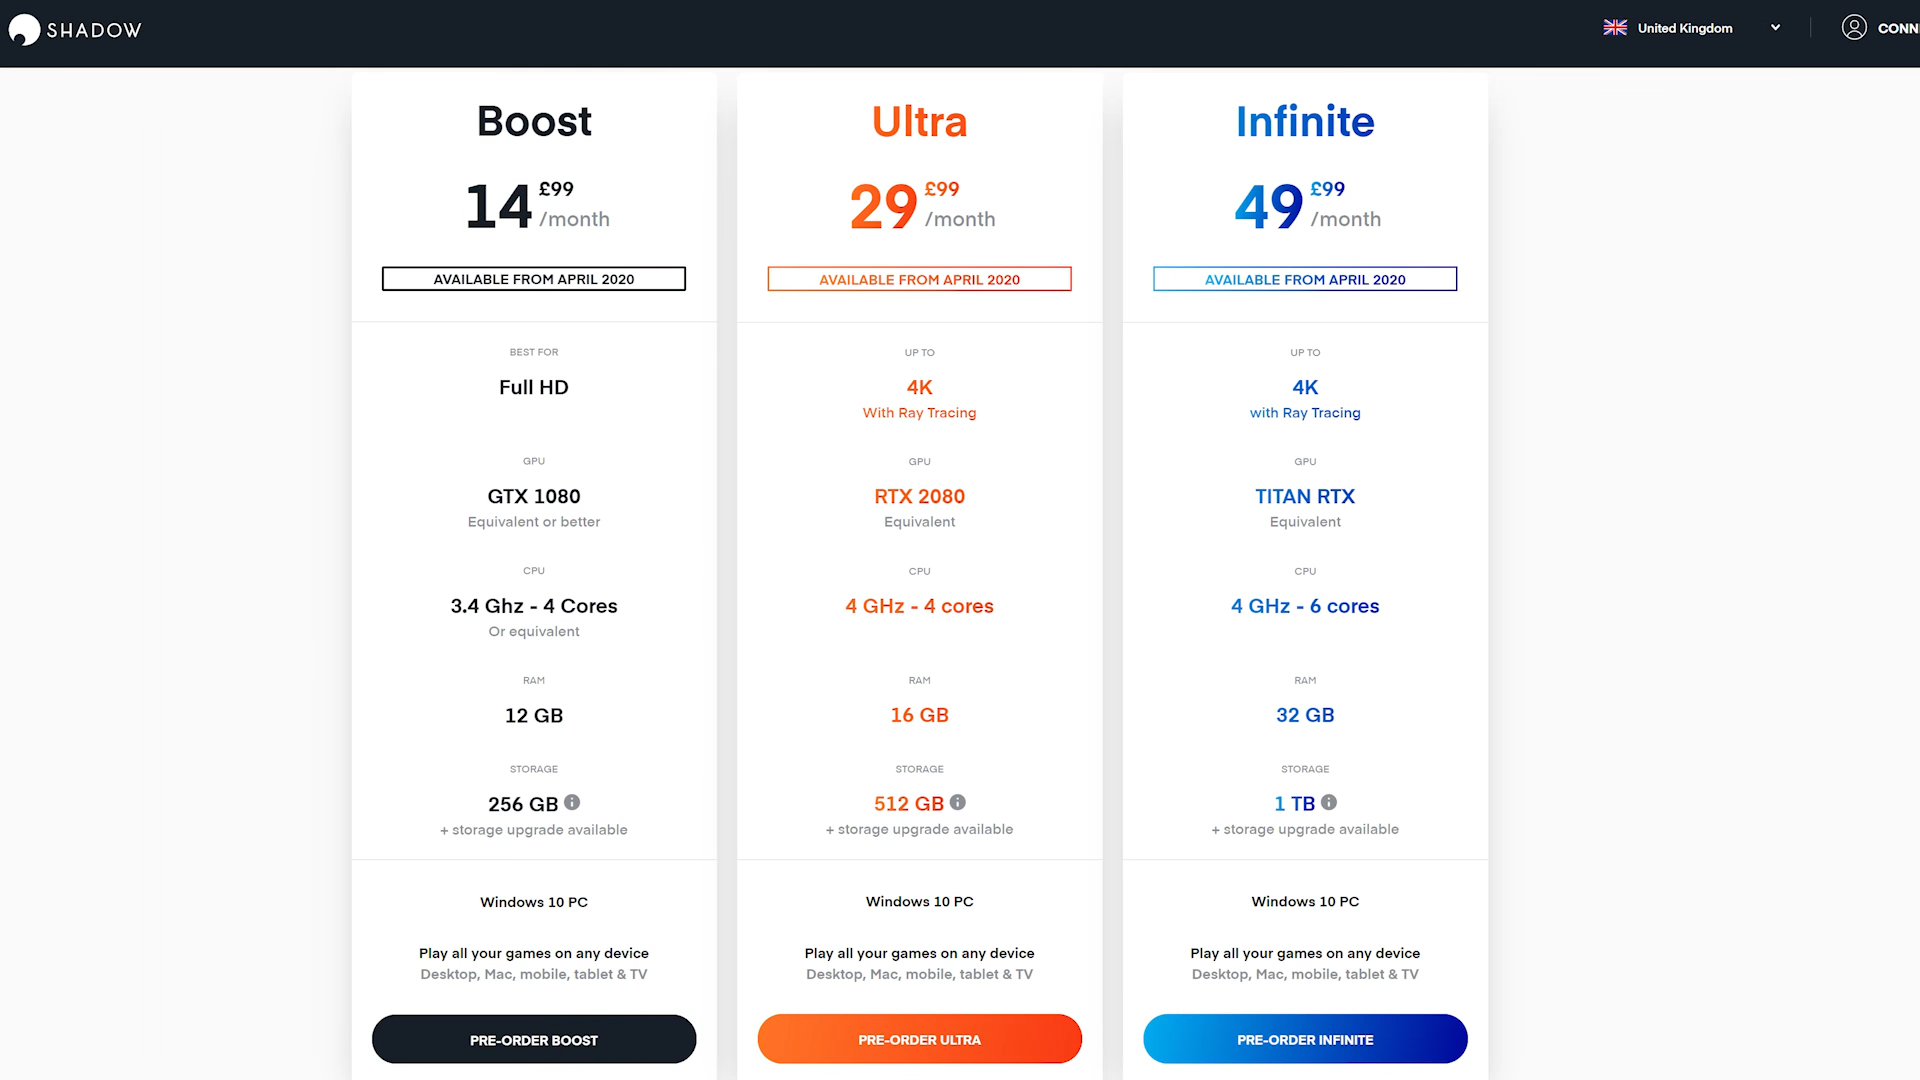 SHADOW
United Kingdom
CONN
Boost
14 £99
/month
AVAILABLE FROM APRIL 2020
BEST FOR
Full HD
GPU
GTX 1080
Equivalent or better
CPU
3.4 Ghz - 4 Cores
Or equivalent
RAM
12 GB
STORAGE
256 GB
+ storage upgrade available
Windows 10 PC
Play all your games on any device
Desktop, Mac, mobile, tablet & TV
PRE-ORDER BOOST
Ultra
29 £99
/month
AVAILABLE FROM APRIL 2020
UP TO
4K
With Ray Tracing
GPU
RTX 2080
Equivalent
CPU
4 GHz - 4 cores
RAM
16 GB
STORAGE
512 GB
+ storage upgrade available
Windows 10 PC
Play all your games on any device
Desktop, Mac, mobile, tablet & TV
PRE-ORDER ULTRA
Infinite
49 £99
/month
AVAILABLE FROM APRIL 2020
UP TO
4K
with Ray Tracing
GPU
TITAN RTX
Equivalent
CPU
4 GHz - 6 cores
RAM
32 GB
STORAGE
1 TB
+ storage upgrade available
Windows 10 PC
Play all your games on any device
Desktop, Mac, mobile, tablet & TV
PRE-ORDER INFINITE